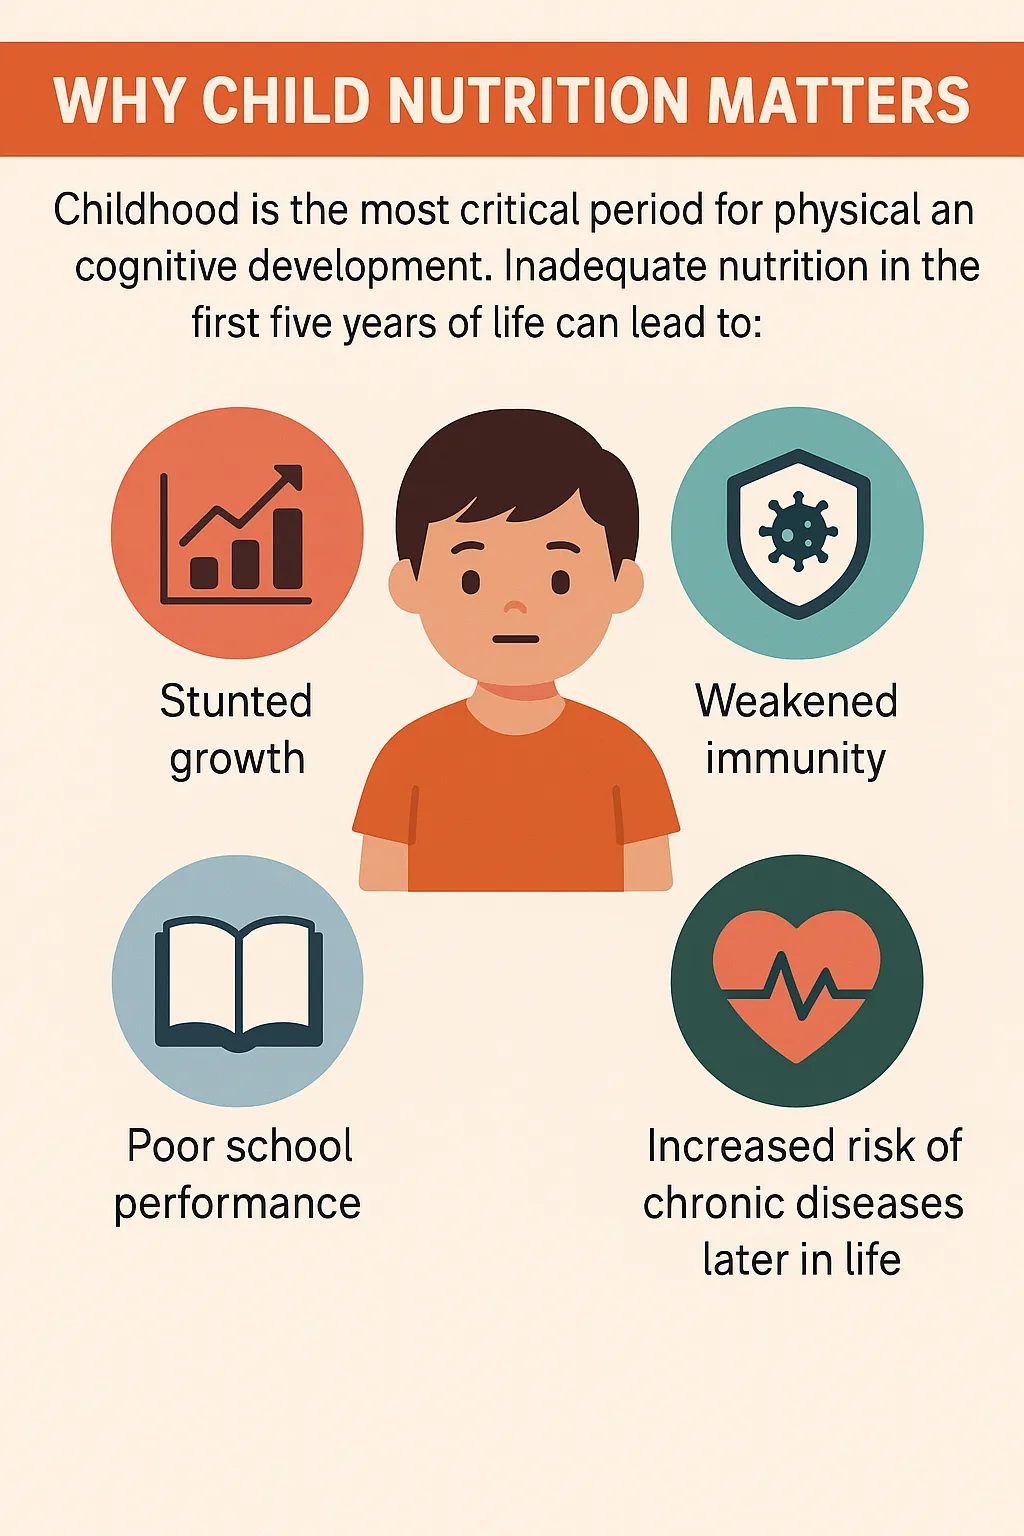 WHY CHILD NUTRITION MATTERS
Childhood is the most critical period for physical an
cognitive development. Inadequate nutrition in the
first five years of life can lead to:
Stunted
growth
Weakened
immunity
Poor school
performance
Increased risk of
chronic diseases
later in life